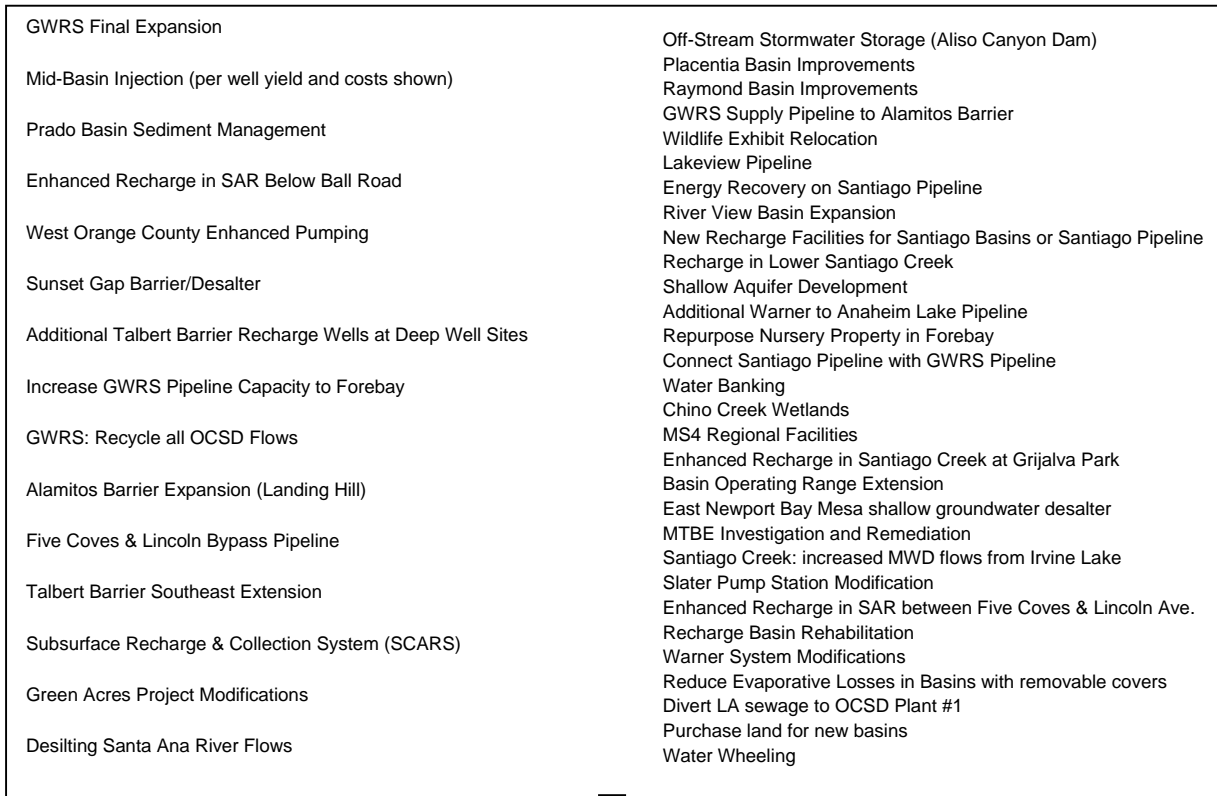 GWRS Final Expansion
Mid-Basin Injection (per well yield and costs shown)
Prado Basin Sediment Management
Enhanced Recharge in SAR Below Ball Road
West Orange County Enhanced Pumping
Sunset Gap Barrier/Desalter
Additional Talbert Barrier Recharge Wells at Deep Well Sites
Increase GWRS Pipeline Capacity to Forebay
GWRS: Recycle all OCSD Flows
Alamitos Barrier Expansion (Landing Hill)
Five Coves & Lincoln Bypass Pipeline
Talbert Barrier Southeast Extension
Subsurface Recharge & Collection System (SCARS)
Green Acres Project Modifications
Desilting Santa Ana River Flows
Off-Stream Stormwater Storage (Aliso Canyon Dam)
Placentia Basin Improvements
Raymond Basin Improvements
GWRS Supply Pipeline to Alamitos Barrier
Wildlife Exhibit Relocation
Lakeview Pipeline
Energy Recovery on Santiago Pipeline
River View Basin Expansion
New Recharge Facilities for Santiago Basins or Santiago Pipeline
Recharge in Lower Santiago Creek
Shallow Aquifer Development
Additional Warner to Anaheim Lake Pipeline
Repurpose Nursery Property in Forebay
Connect Santiago Pipeline with GWRS Pipeline
Water Banking
Chino Creek Wetlands
MS4 Regional Facilities
Enhanced Recharge in Santiago Creek at Grijalva Park
Basin Operating Range Extension
East Newport Bay Mesa shallow groundwater desalter
MTBE Investigation and Remediation
Santiago Creek: increased MWD flows from Irvine Lake
Slater Pump Station Modification
Enhanced Recharge in SAR between Five Coves & Lincoln Ave.
Recharge Basin Rehabilitation
Warner System Modifications
Reduce Evaporative Losses in Basins with removable covers
Divert LA sewage to OCSD Plant #1
Purchase land for new basins
Water Wheeling